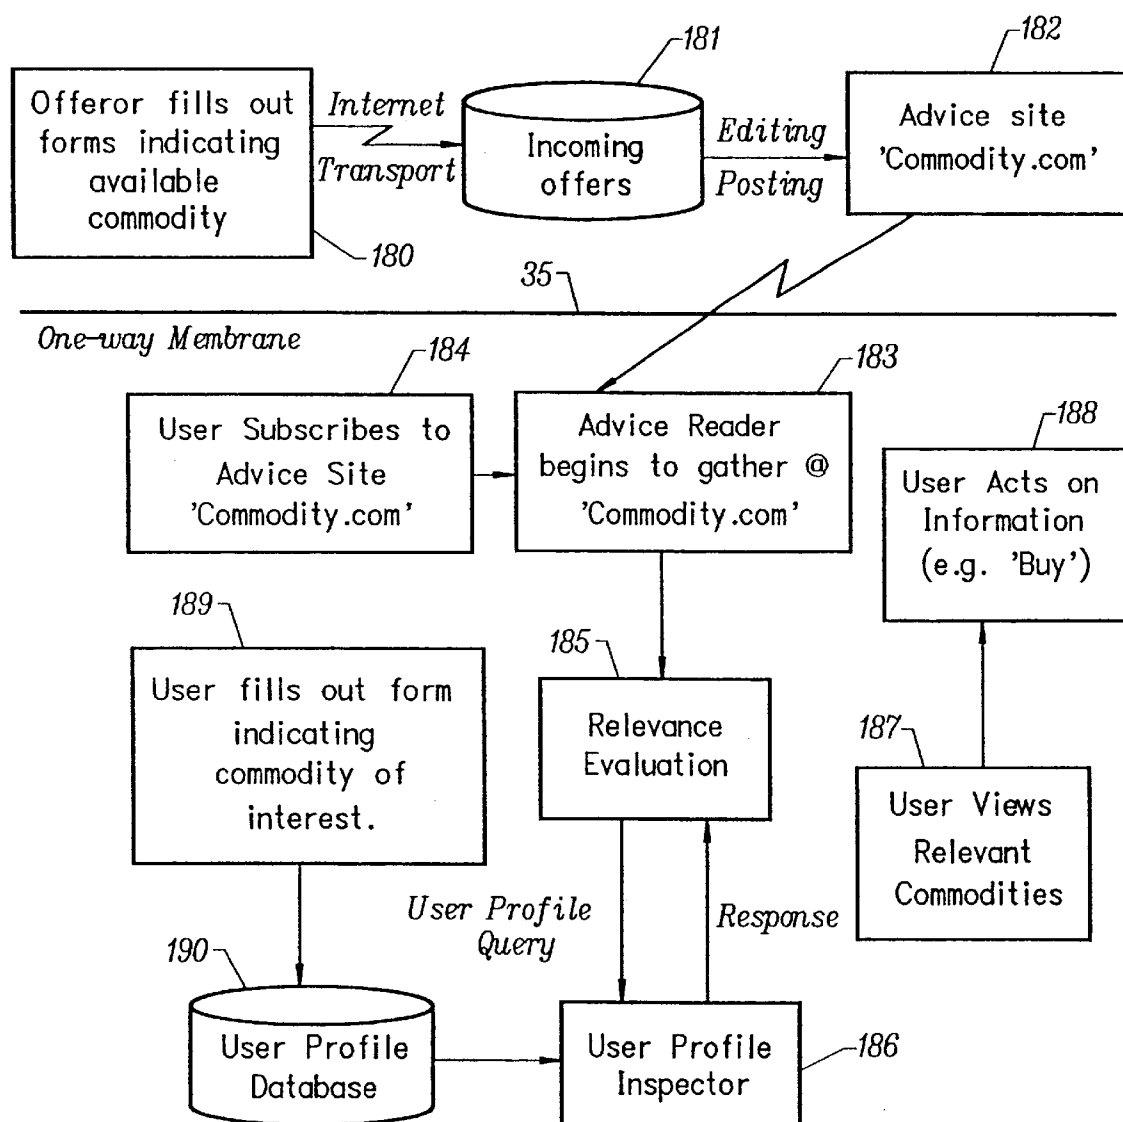 181
182
Offeror fills out
forms indicating
available
commodity
180
Internet
Transport
Incoming
offers
Editing
Posting
Advice site
'Commodity.com'
35
One-way Membrane
184
User Subscribes to
Advice Site
'Commodity.com'
183
Advice Reader
begins to gather @
'Commodity.com'
188
User Acts on
Information
(e.g. 'Buy')
189
User fills out form
indicating
commodity of
interest.
185
Relevance
Evaluation
187
User Views
Relevant
Commodities
User Profile
Query
Response
190
User Profile
Database
User Profile
Inspector
186